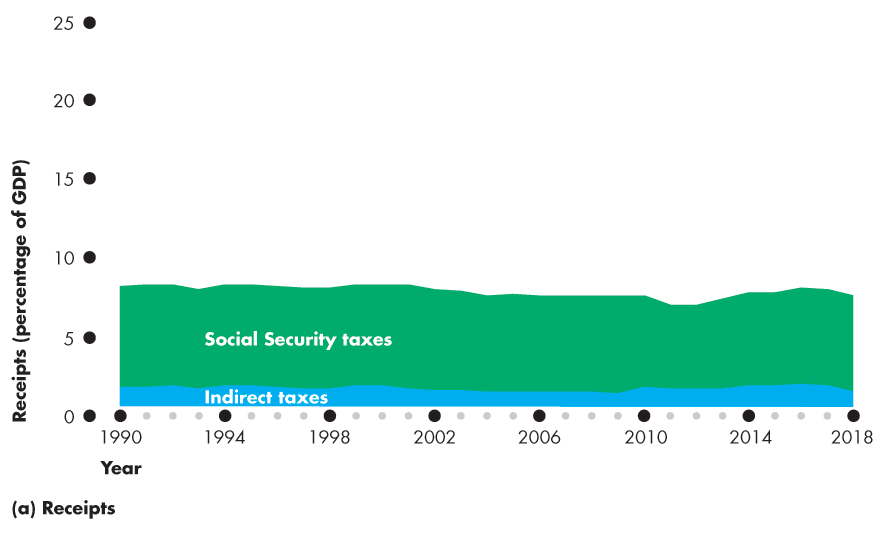 25
20
15
10
5
0
Receipts (percentage of GDP)
Social Security taxes
Indirect taxes
1990 1994 1998 2002 2006 2010 2014 2018
Year
(a) Receipts